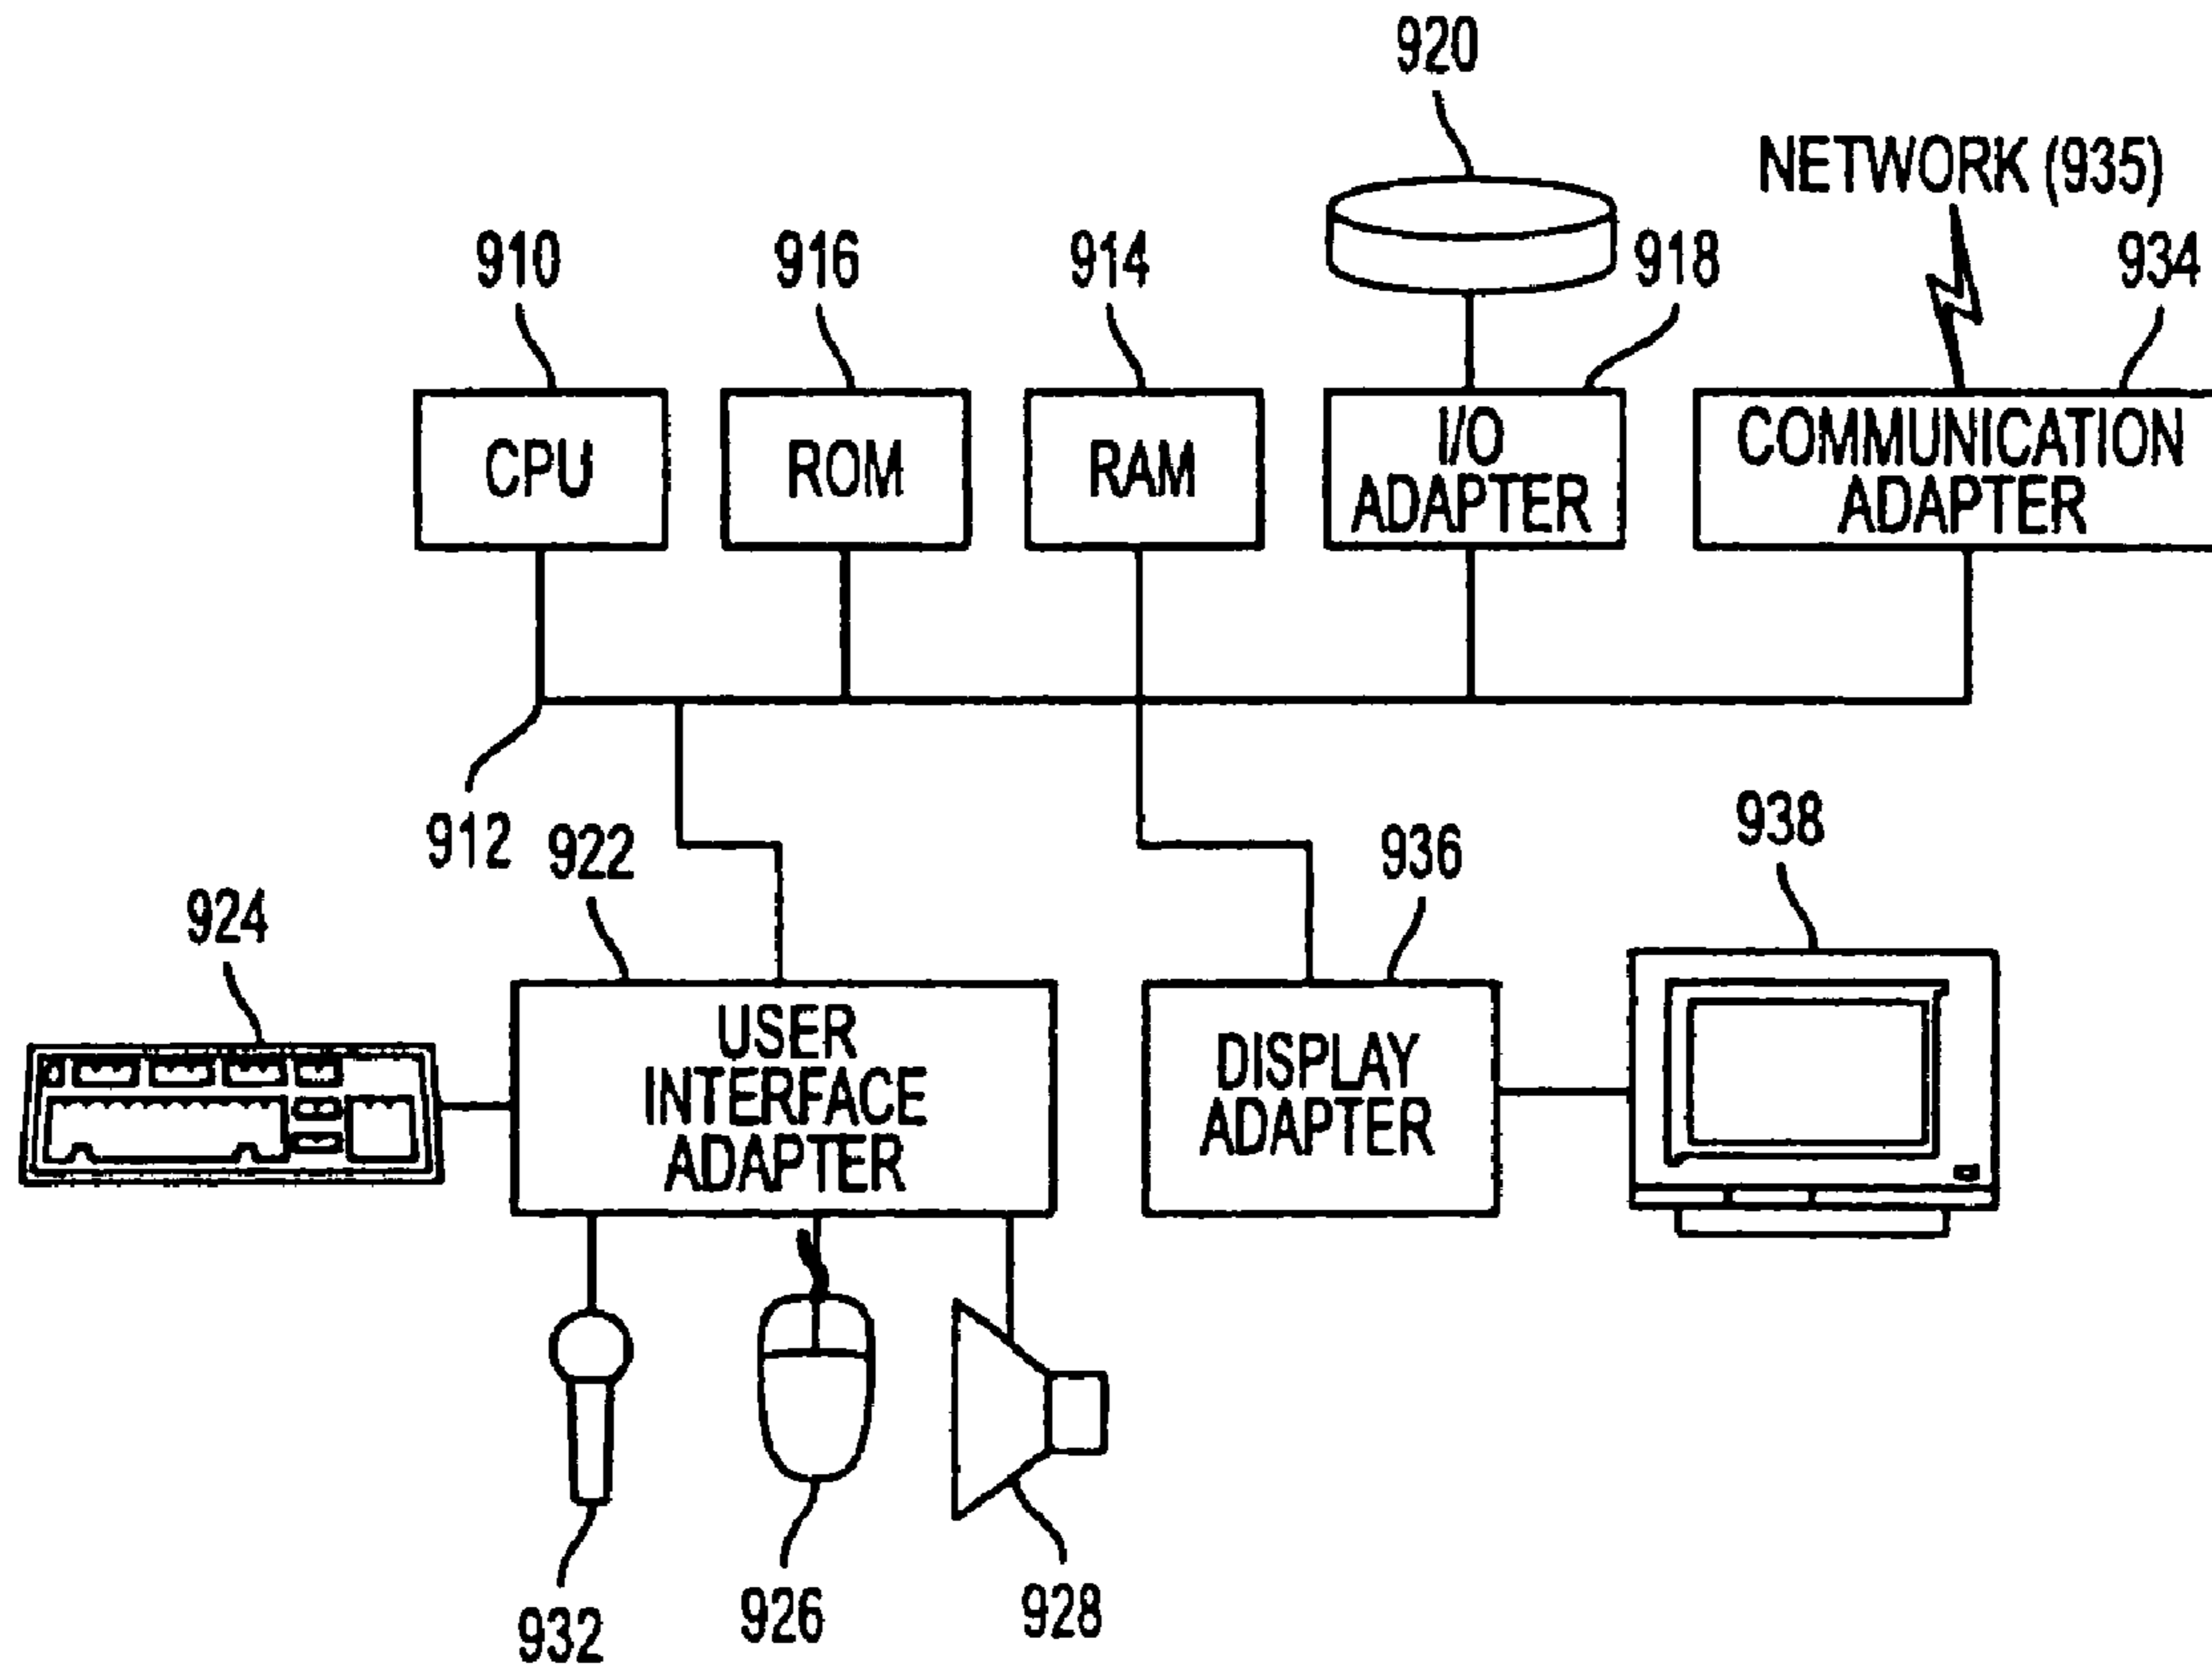 920
NETWORK (935)
910
916
914
918
934
CPU
ROM
RAM
I/O
ADAPTER
COMMUNICATION
ADAPTER
912
922
936
938
924
USER
INTERFACE
ADAPTER
DISPLAY
ADAPTER
932
926
928